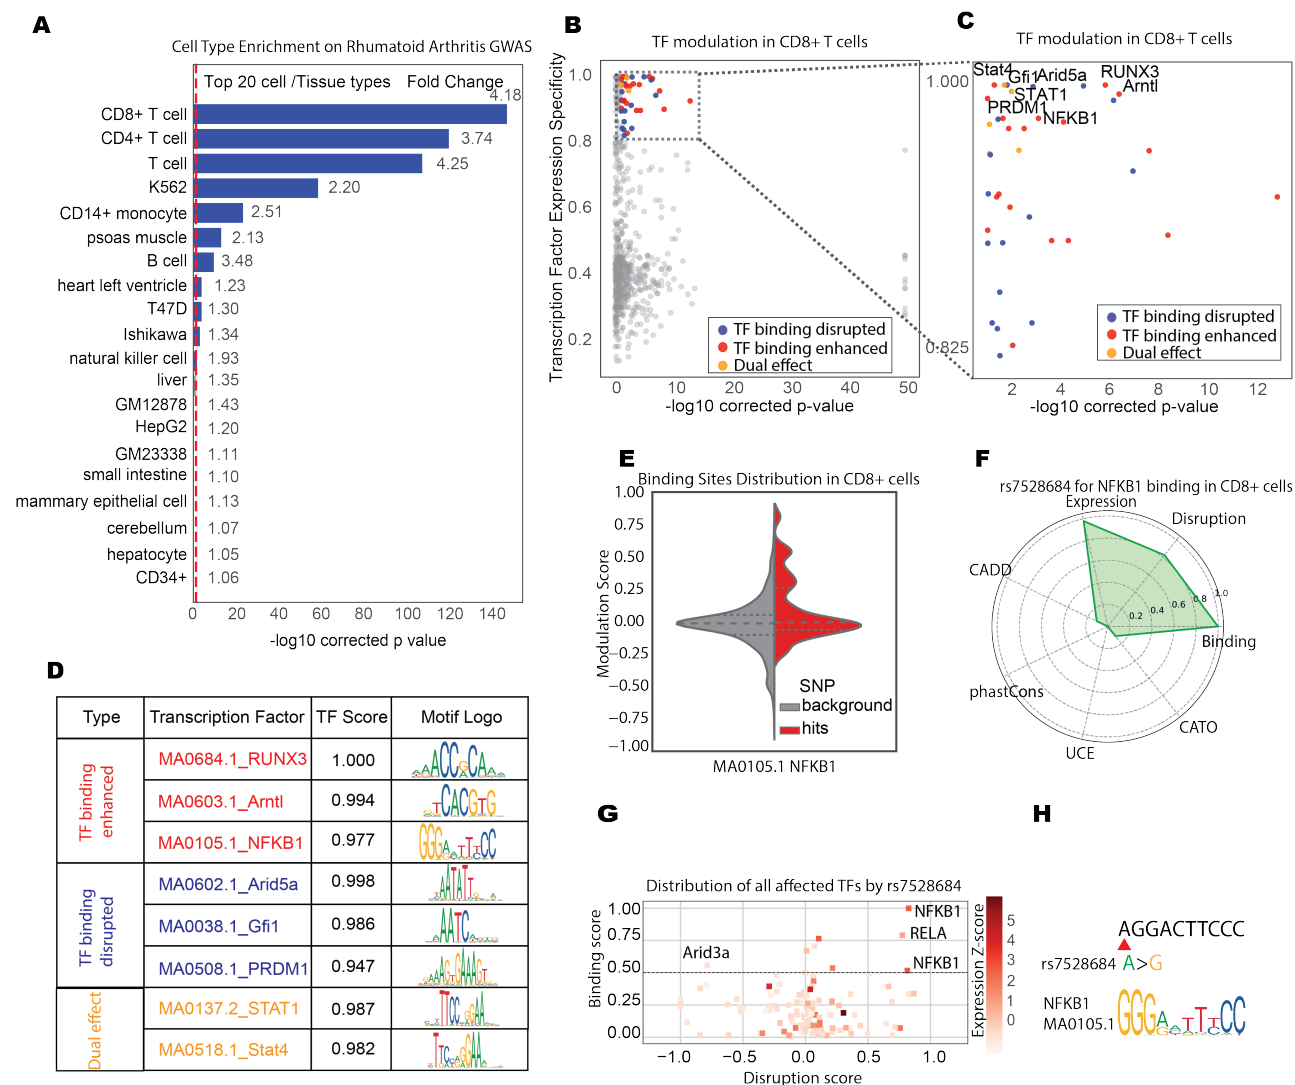 A
Cell Type Enrichment on Rhumatoid Arthritis GWAS
Top 20 cell /Tissue types Fold Change
CD8+ T cell 4.18
CD4+ T cell 3.74
T cell 4.25
K562 2.20
CD14+ monocyte 2.51
psoas muscle 2.13
B cell 3.48
heart left ventricle 1.23
T47D 1.30
Ishikawa 1.34
natural killer cell 1.93
liver 1.35
GM12878 1.43
HepG2 1.20
GM23338 1.11
small intestine 1.10
mammary epithelial cell 1.13
cerebellum 1.07
hepatocyte 1.05
CD34+ 1.06
0 20 40 60 80 100 120 140
-log10 corrected p value
B
TF modulation in CD8+ T cells
Transcription Factor Expression Specificity
1.0
0.8
0.6
0.4
0.2
TF binding disrupted
TF binding enhanced
Dual effect
0 10 20 30 40 50
-log10 corrected p-value
C
TF modulation in CD8+ T cells
1.000
0.825
Stat4
Gfi1
Arid5a
RUNX3
Arntl
STAT1
PRDM1
NFKB1
TF binding disrupted
TF binding enhanced
Dual effect
2 4 6 8 10 12
-log10 corrected p-value
D
Type Transcription Factor TF Score Motif Logo
TF binding enhanced
MA0684.1_RUNX3 1.000
MA0603.1_Arntl 0.994
MA0105.1_NFKB1 0.977
TF binding disrupted
MA0602.1_Arid5a 0.998
MA0038.1_Gfi1 0.986
MA0508.1_PRDM1 0.947
Dual effect
MA0137.2_STAT1 0.987
MA0518.1_Stat4 0.982
E
Binding Sites Distribution in CD8+ cells
Modulation Score
1.00
0.75
0.50
0.25
0.00
−0.25
−0.50
−0.75
−1.00
SNP
background
hits
MA0105.1 NFKB1
F
rs7528684 for NFKB1 binding in CD8+ cells
Expression
Disruption
CADD
0.2 0.4 0.6 0.8 1.0
Binding
phastCons
CATO
UCE
G
Distribution of all affected TFs by rs7528684
Binding score
1.00
0.75
0.50
0.25
0.00
NFKB1
RELA
Arid3a
NFKB1
−1.0 −0.5 0.0 0.5 1.0
Disruption score
Expression Z-score
5
4
3
2
1
0
H
AGGACTTCCC
rs7528684 A>G
NFKB1
MA0105.1